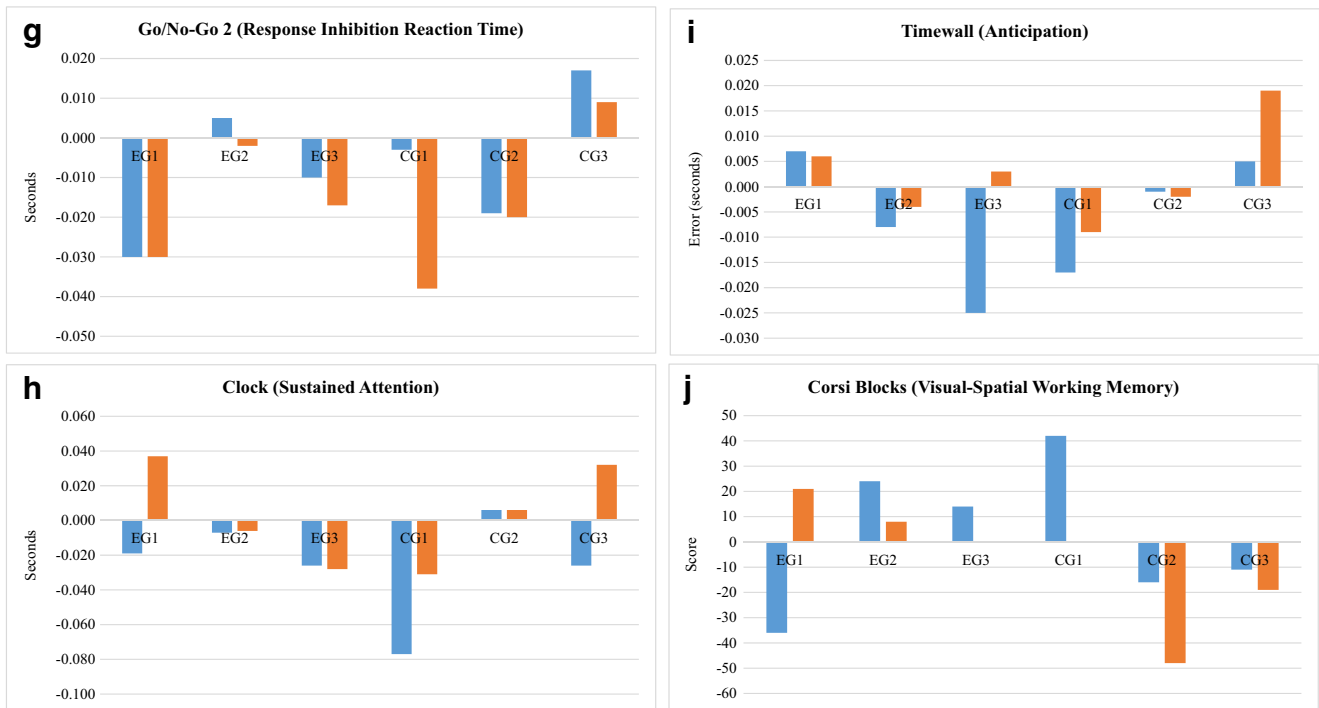 g
Go/No-Go 2 (Response Inhibition Reaction Time)
0.020
0.010
0.000
-0.010
-0.020
-0.030
-0.040
-0.050
Seconds
EG1 EG2 EG3 CG1 CG2 CG3
i
Timewall (Anticipation)
0.025
0.020
0.015
0.010
0.005
0.000
-0.005
-0.010
-0.015
-0.020
-0.025
-0.030
Error (seconds)
EG1 EG2 EG3 CG1 CG2 CG3
h
Clock (Sustained Attention)
0.060
0.040
0.020
0.000
-0.020
-0.040
-0.060
-0.080
-0.100
Seconds
EG1 EG2 EG3 CG1 CG2 CG3
j
Corsi Blocks (Visual-Spatial Working Memory)
50
40
30
20
10
0
-10
-20
-30
-40
-50
-60
Score
EG1 EG2 EG3 CG1 CG2 CG3